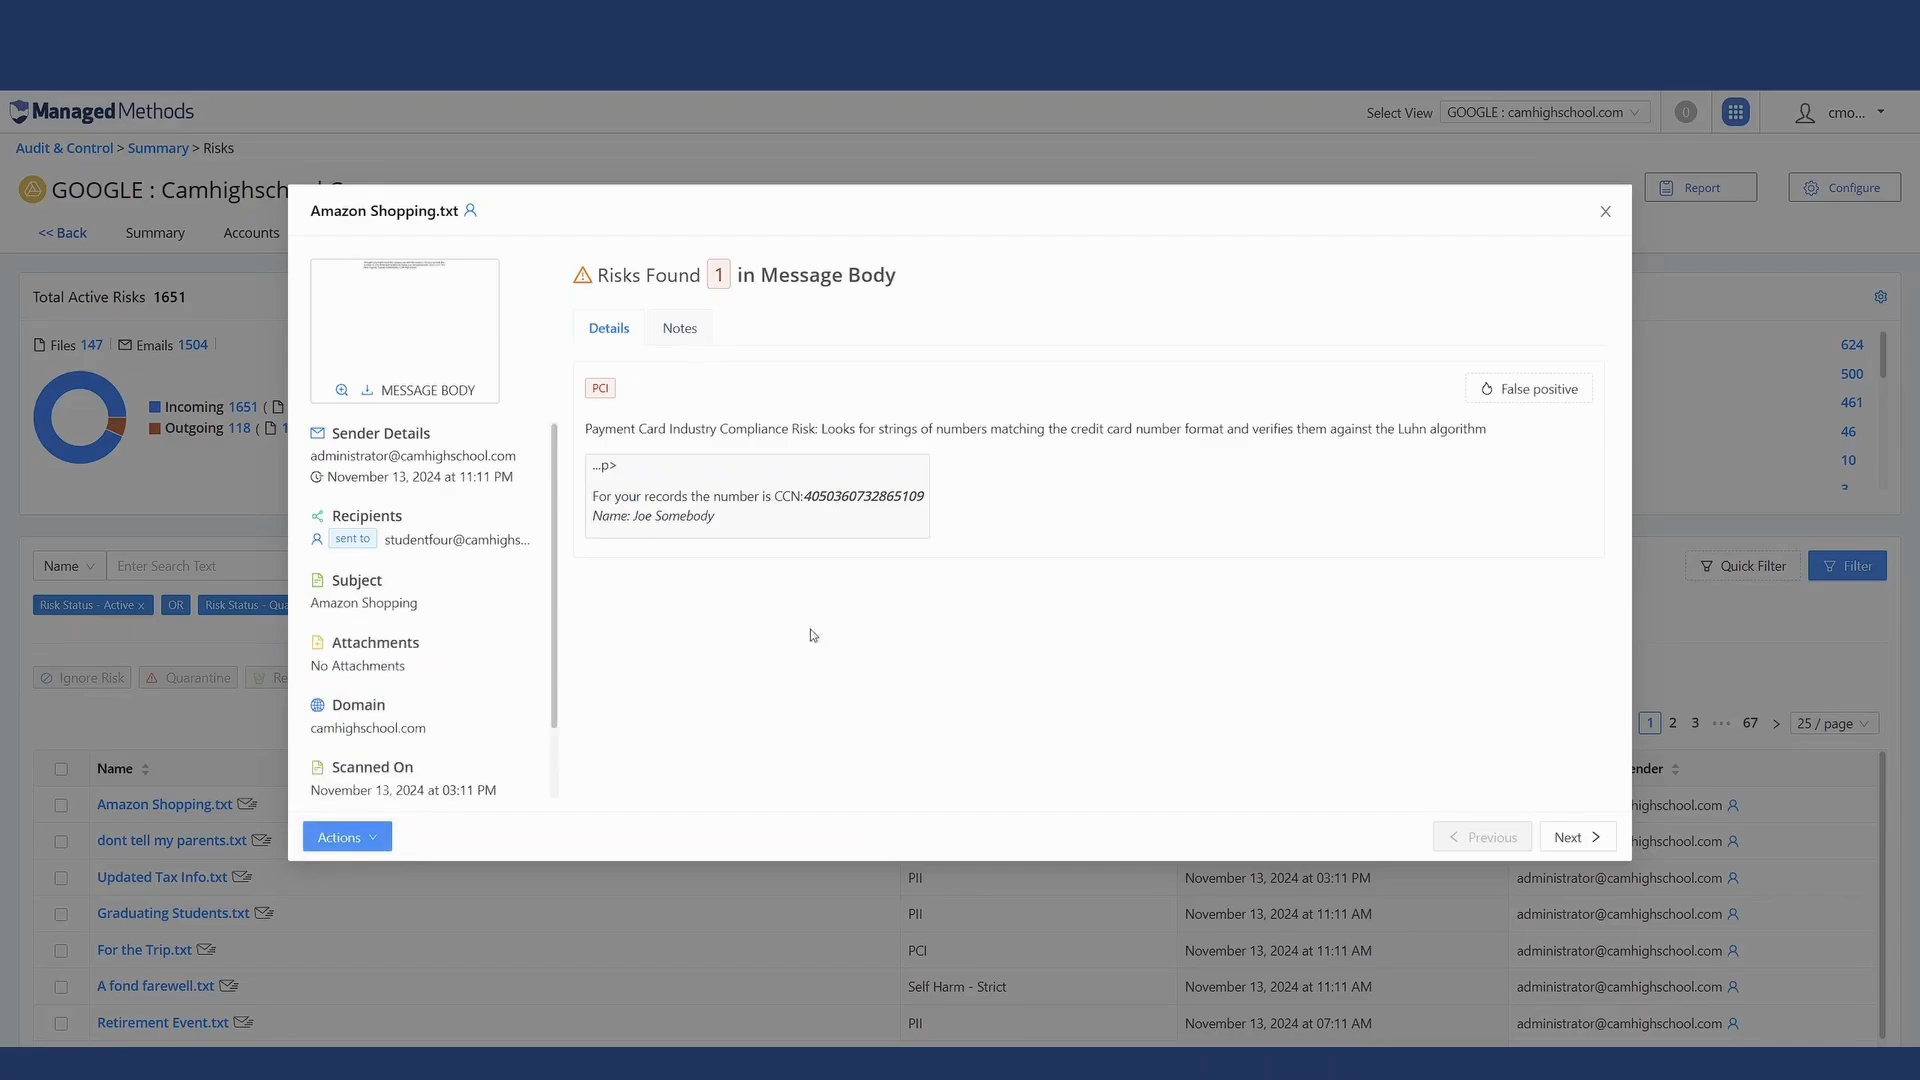 ManagedMethods
Select View GOOGLE : camhighschool.com
0
cmo...
Audit & Control > Summary > Risks
GOOGLE : Camhighsch
Report
Configure
<< Back Summary Accounts
Amazon Shopping.txt
Total Active Risks 1651
Files 147 Emails 1504
Incoming 1651 (
Outgoing 118 (
MESSAGE BODY
Sender Details
administrator@camhighschool.com
November 13, 2024 at 11:11 PM
Recipients
sent to studentfour@camhighs...
Subject
Amazon Shopping
Attachments
No Attachments
Domain
camhighschool.com
Scanned On
November 13, 2024 at 03:11 PM
Risks Found 1 in Message Body
Details Notes
PCI
False positive
Payment Card Industry Compliance Risk: Looks for strings of numbers matching the credit card number format and verifies them against the Luhn algorithm
...p>
For your records the number is CCN:4050360732865109
Name: Joe Somebody
Actions
Previous
Next
624
500
461
46
10
Name Enter Search Text
Quick Filter
Filter
Risk Status - Active x OR Risk Status - Qua
Ignore Risk Quarantine Re
1 2 3 ••• 67 > 25 / page
Name
ender
Amazon Shopping.txt
highschool.com
dont tell my parents.txt
highschool.com
Updated Tax Info.txt PII November 13, 2024 at 03:11 PM administrator@camhighschool.com
Graduating Students.txt PII November 13, 2024 at 11:11 AM administrator@camhighschool.com
For the Trip.txt PCI November 13, 2024 at 11:11 AM administrator@camhighschool.com
A fond farewell.txt Self Harm - Strict November 13, 2024 at 11:11 AM administrator@camhighschool.com
Retirement Event.txt PII November 13, 2024 at 07:11 AM administrator@camhighschool.com